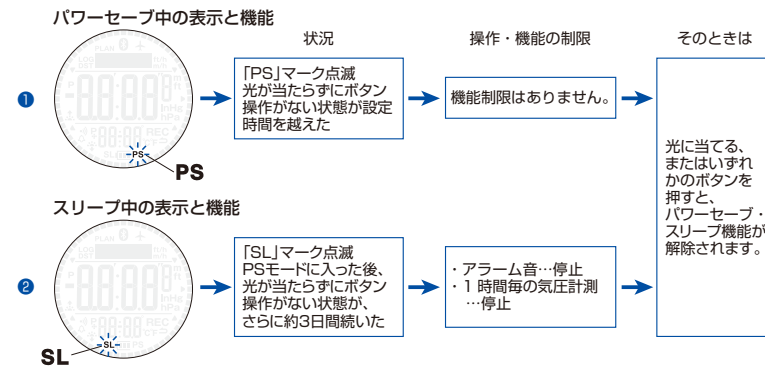 パワーセーブ中の表示と機能
状況
操作・機能の制限
そのときは
❶
PS
PS
「PS」マーク点滅
光が当たらずにボタン
操作がない状態が設定
時間を越えた
機能制限はありません。
光に当てる、
またはいずれ
かのボタンを
押すと、
パワーセーブ・
スリープ機能が
解除されます。
スリープ中の表示と機能
❷
SL
SL
「SL」マーク点滅
PSモードに入った後、
光が当たらずにボタン
操作がない状態が、
さらに約3日間続いた
・アラーム音…停止
・1 時間毎の気圧計測
…停止